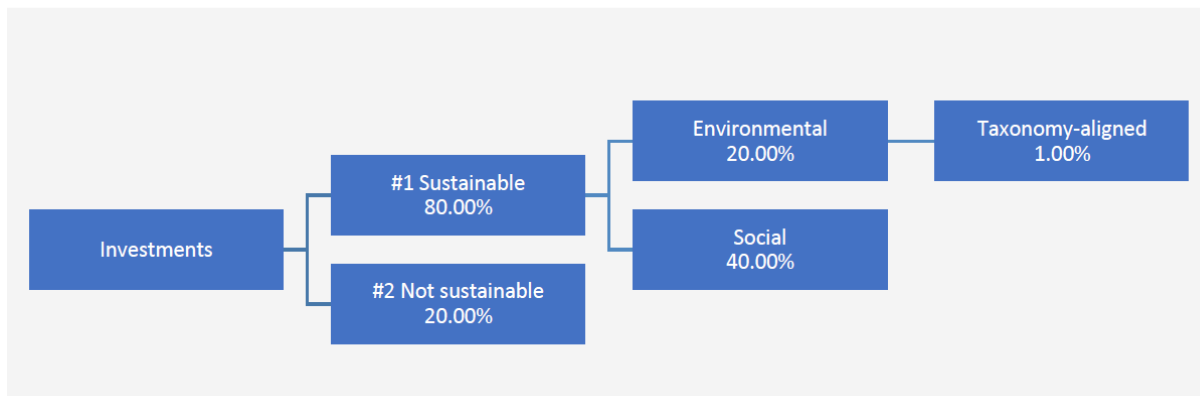 Investments
#1 Sustainable
80.00%
#2 Not sustainable
20.00%
Environmental
20.00%
Social
40.00%
Taxonomy-aligned
1.00%